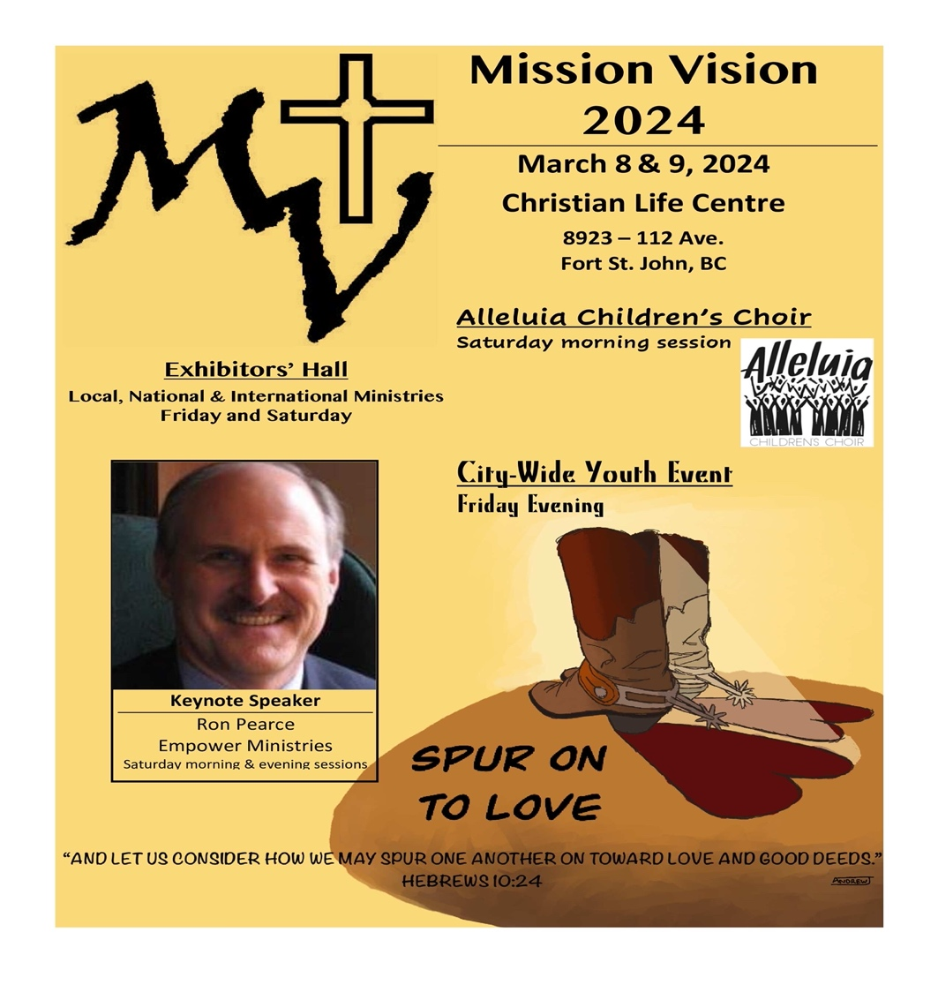 MV
Mission Vision
2024
March 8 & 9, 2024
Christian Life Centre
8923 – 112 Ave.
Fort St. John, BC
Alleluia Children's Choir
Saturday morning session
Alleluia
CHILDREN'S CHOIR
Exhibitors' Hall
Local, National & International Ministries
Friday and Saturday
City-Wide Youth Event
Friday Evening
Keynote Speaker
Ron Pearce
Empower Ministries
Saturday morning & evening sessions
SPUR ON
TO LOVE
“AND LET US CONSIDER HOW WE MAY SPUR ONE ANOTHER ON TOWARD LOVE AND GOOD DEEDS.”
HEBREWS 10:24
ANDREWJ